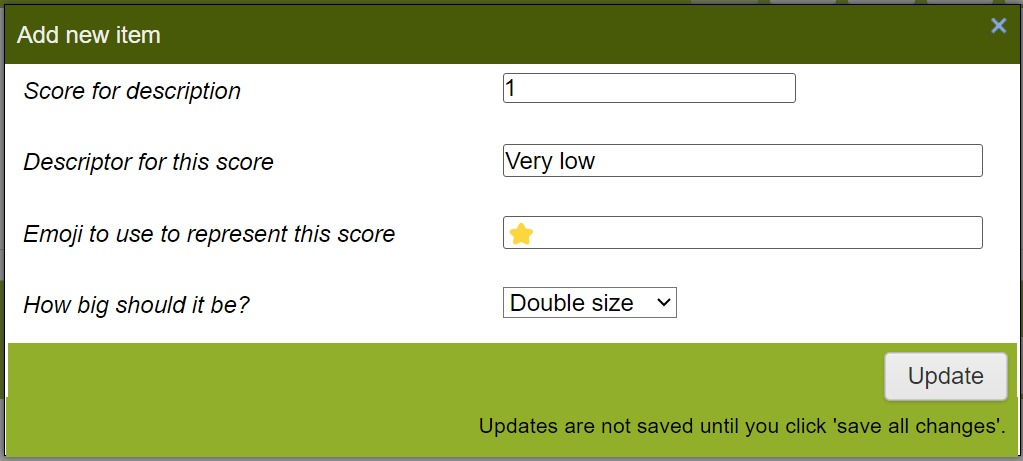 Add new item
Score for description 1
Descriptor for this score Very low
Emoji to use to represent this score ⭐
How big should it be? Double size
Update
Updates are not saved until you click 'save all changes'.